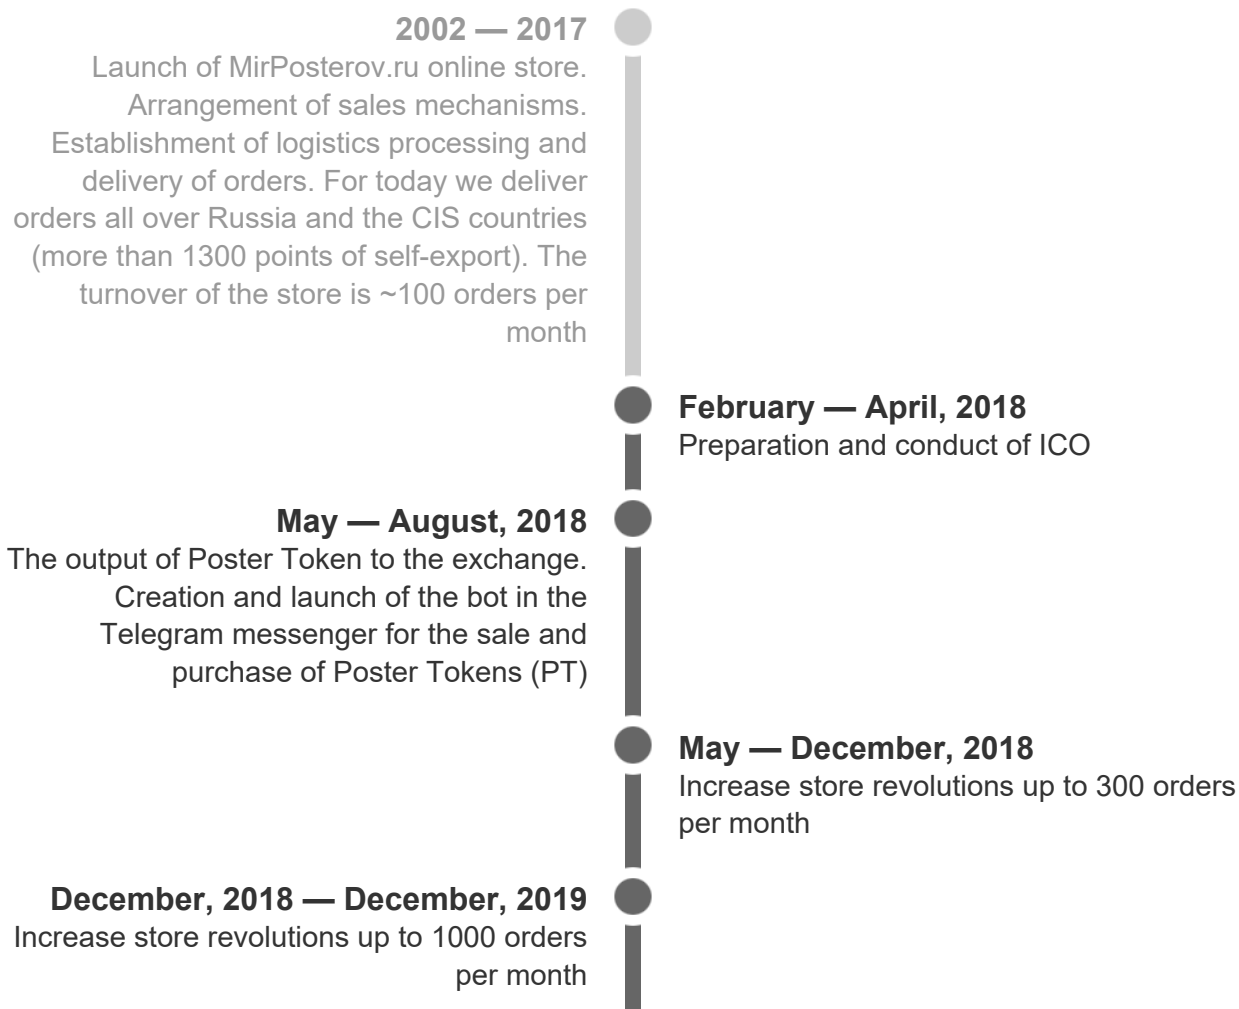 2002 — 2017
Launch of MirPosterov.ru online store.
Arrangement of sales mechanisms.
Establishment of logistics processing and
delivery of orders. For today we deliver
orders all over Russia and the CIS countries
(more than 1300 points of self-export). The
turnover of the store is ~100 orders per
month
February — April, 2018
Preparation and conduct of ICO
May — August, 2018
The output of Poster Token to the exchange.
Creation and launch of the bot in the
Telegram messenger for the sale and
purchase of Poster Tokens (PT)
May — December, 2018
Increase store revolutions up to 300 orders
per month
December, 2018 — December, 2019
Increase store revolutions up to 1000 orders
per month